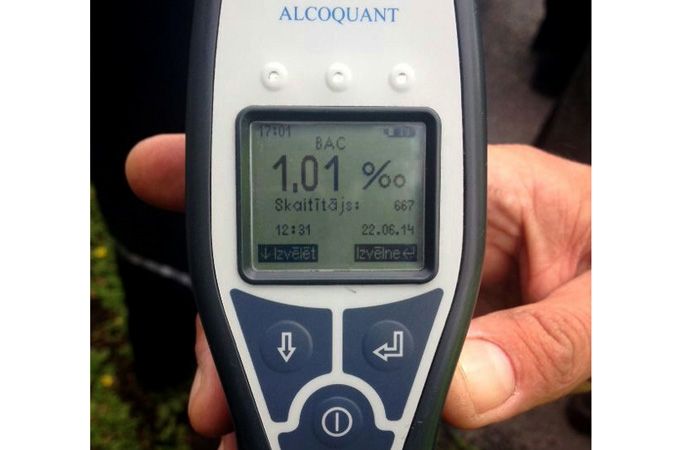 ALCOQUANT
17:01
BAC
1,01 ‰
Skaitītājs: 667
12:31 22.06.14
↓Izvēlēt Izvēlne↵